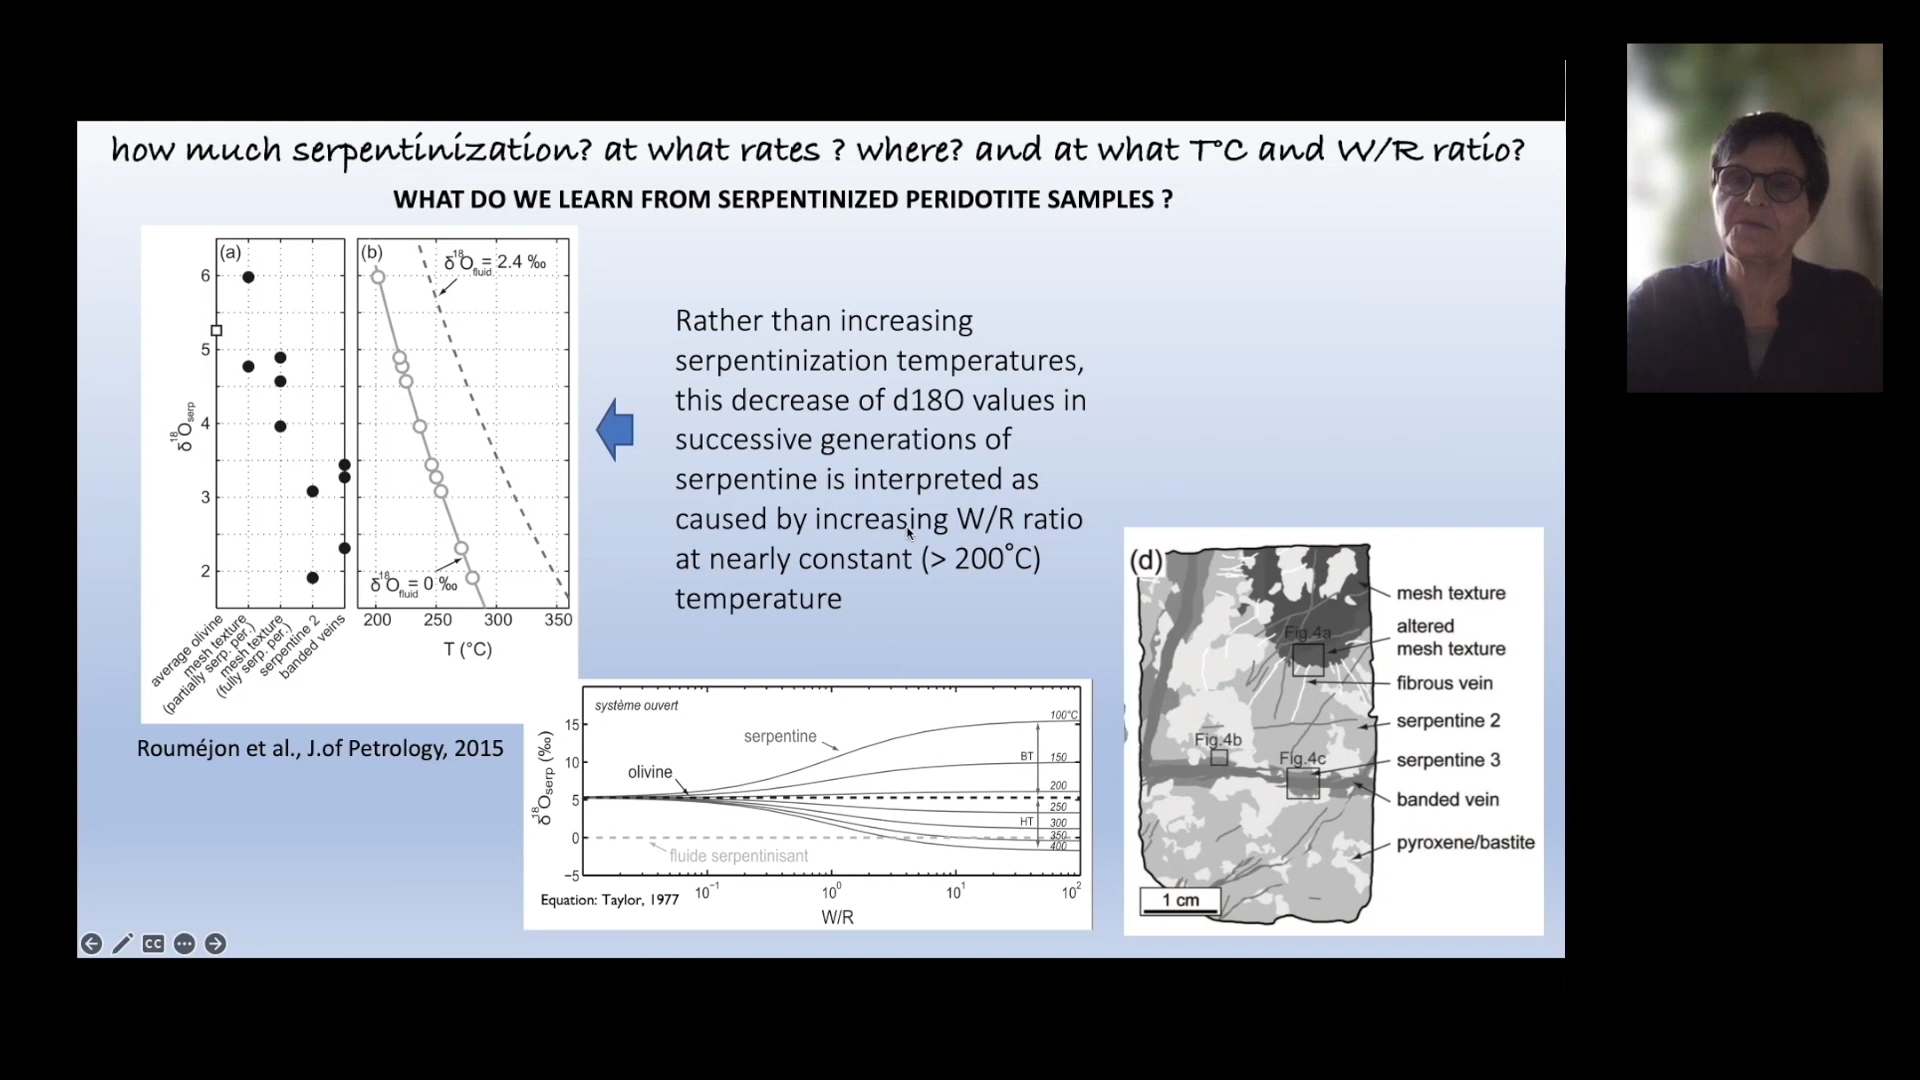 how much serpentinization? at what rates ? where? and at what T°C and W/R ratio?
WHAT DO WE LEARN FROM SERPENTINIZED PERIDOTITE SAMPLES ?
(a)
(b)
δ18Ofluid = 2.4 ‰
6
5
4
3
2
δ18Oserp
δ18Ofluid = 0 ‰
200
250
300
350
T (°C)
average olivine
mesh texture
(partially serp. per.)
mesh texture
(fully serp. per.)
serpentine 2
banded veins
Rouméjon et al., J.of Petrology, 2015
Rather than increasing
serpentinization temperatures,
this decrease of d18O values in
successive generations of
serpentine is interpreted as
caused by increasing W/R ratio
at nearly constant (> 200˚C)
temperature
système ouvert
15
10
5
0
−5
δ18Oserp (‰)
serpentine
olivine
fluide serpentinisant
100°C
BT
150
200
250
HT
300
350
400
10−1
100
101
102
Equation: Taylor, 1977
W/R
(d)
mesh texture
altered
mesh texture
fibrous vein
serpentine 2
serpentine 3
banded vein
pyroxene/bastite
Fig.4a
Fig.4b
Fig.4c
1 cm
CC